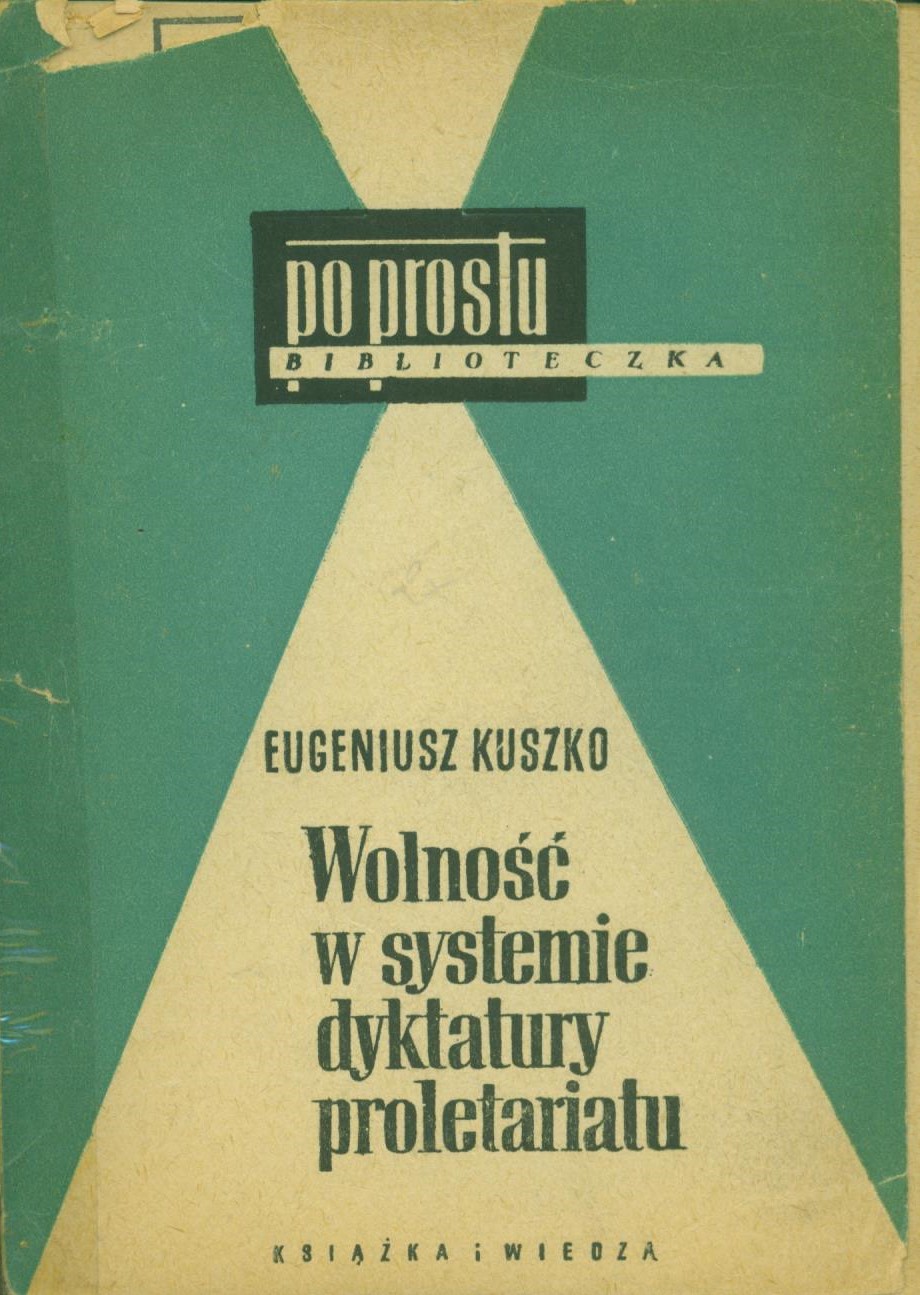 po prostu
BIBLIOTECZKA
EUGENIUSZ KUSZKO
Wolność
w systemie
dyktatury
proletariatu
KSIĄŻKA i WIEDZA